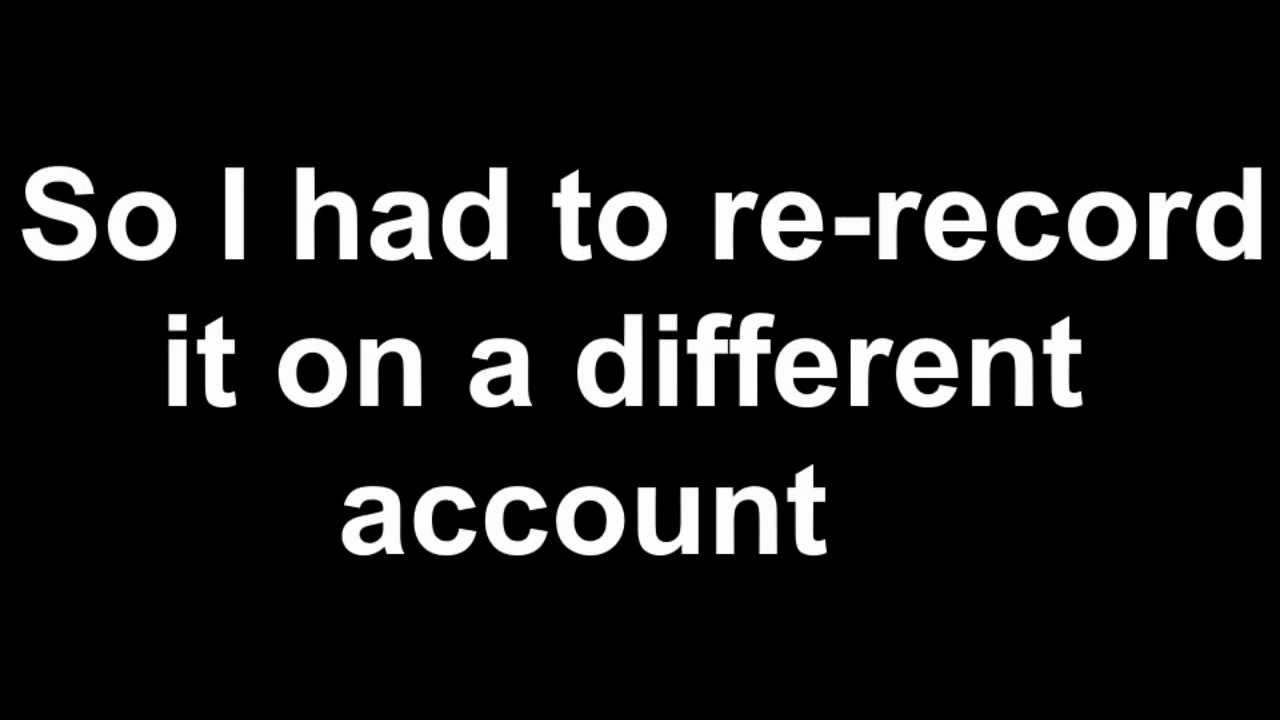 So I had to re-record
it on a different
account